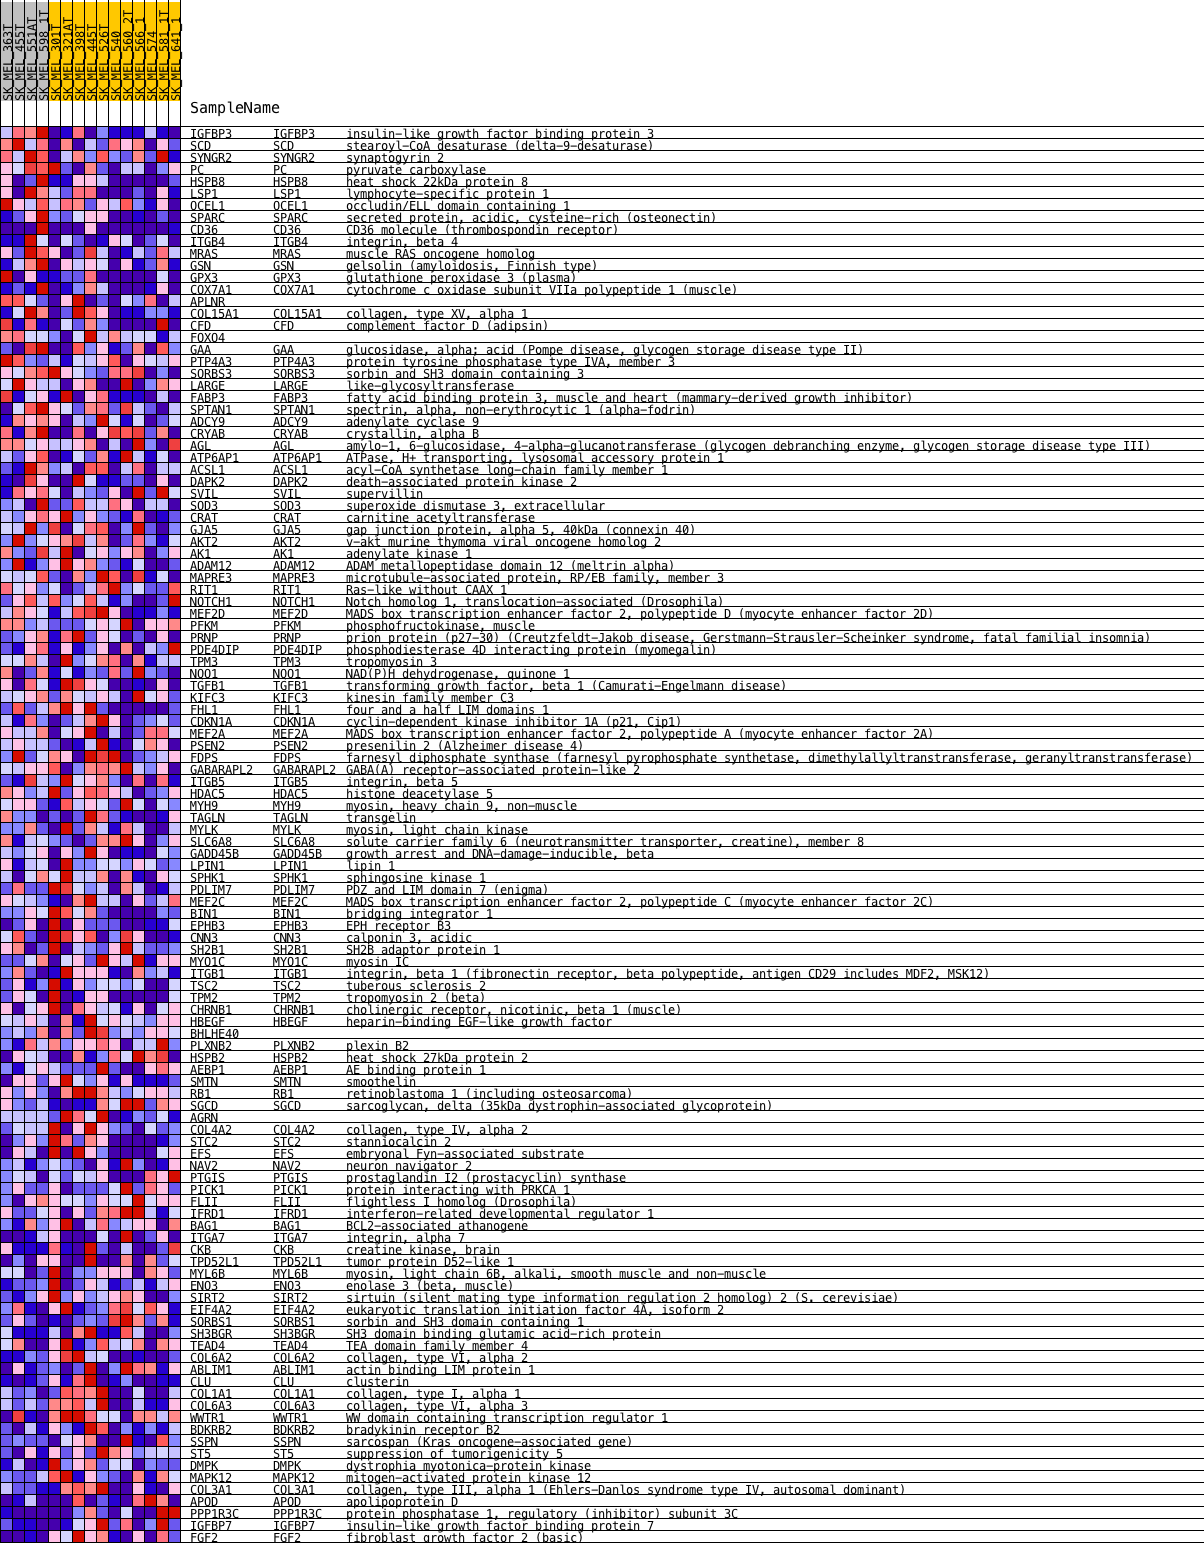 SK_MEL_363T
SK_MEL_455T
SK_MEL_551AT
SK_MEL_598_1T
SK_MEL_301T
SK_MEL_321AT
SK_MEL_398T
SK_MEL_445T
SK_MEL_526T
SK_MEL_540
SK_MEL_560_2T
SK_MEL_566_1
SK_MEL_574
SK_MEL_581_1T
SK_MEL_641_1
SampleName
IGFBP3 IGFBP3 insulin-like growth factor binding protein 3
SCD SCD stearoyl-CoA desaturase (delta-9-desaturase)
SYNGR2 SYNGR2 synaptogyrin 2
PC PC pyruvate carboxylase
HSPB8 HSPB8 heat shock 22kDa protein 8
LSP1 LSP1 lymphocyte-specific protein 1
OCEL1 OCEL1 occludin/ELL domain containing 1
SPARC SPARC secreted protein, acidic, cysteine-rich (osteonectin)
CD36 CD36 CD36 molecule (thrombospondin receptor)
ITGB4 ITGB4 integrin, beta 4
MRAS MRAS muscle RAS oncogene homolog
GSN GSN gelsolin (amyloidosis, Finnish type)
GPX3 GPX3 glutathione peroxidase 3 (plasma)
COX7A1 COX7A1 cytochrome c oxidase subunit VIIa polypeptide 1 (muscle)
APLNR
COL15A1 COL15A1 collagen, type XV, alpha 1
CFD CFD complement factor D (adipsin)
FOXO4
GAA GAA glucosidase, alpha; acid (Pompe disease, glycogen storage disease type II)
PTP4A3 PTP4A3 protein tyrosine phosphatase type IVA, member 3
SORBS3 SORBS3 sorbin and SH3 domain containing 3
LARGE LARGE like-glycosyltransferase
FABP3 FABP3 fatty acid binding protein 3, muscle and heart (mammary-derived growth inhibitor)
SPTAN1 SPTAN1 spectrin, alpha, non-erythrocytic 1 (alpha-fodrin)
ADCY9 ADCY9 adenylate cyclase 9
CRYAB CRYAB crystallin, alpha B
AGL AGL amylo-1, 6-glucosidase, 4-alpha-glucanotransferase (glycogen debranching enzyme, glycogen storage disease type III)
ATP6AP1 ATP6AP1 ATPase, H+ transporting, lysosomal accessory protein 1
ACSL1 ACSL1 acyl-CoA synthetase long-chain family member 1
DAPK2 DAPK2 death-associated protein kinase 2
SVIL SVIL supervillin
SOD3 SOD3 superoxide dismutase 3, extracellular
CRAT CRAT carnitine acetyltransferase
GJA5 GJA5 gap junction protein, alpha 5, 40kDa (connexin 40)
AKT2 AKT2 v-akt murine thymoma viral oncogene homolog 2
AK1 AK1 adenylate kinase 1
ADAM12 ADAM12 ADAM metallopeptidase domain 12 (meltrin alpha)
MAPRE3 MAPRE3 microtubule-associated protein, RP/EB family, member 3
RIT1 RIT1 Ras-like without CAAX 1
NOTCH1 NOTCH1 Notch homolog 1, translocation-associated (Drosophila)
MEF2D MEF2D MADS box transcription enhancer factor 2, polypeptide D (myocyte enhancer factor 2D)
PFKM PFKM phosphofructokinase, muscle
PRNP PRNP prion protein (p27-30) (Creutzfeldt-Jakob disease, Gerstmann-Strausler-Scheinker syndrome, fatal familial insomnia)
PDE4DIP PDE4DIP phosphodiesterase 4D interacting protein (myomegalin)
TPM3 TPM3 tropomyosin 3
NQO1 NQO1 NAD(P)H dehydrogenase, quinone 1
TGFB1 TGFB1 transforming growth factor, beta 1 (Camurati-Engelmann disease)
KIFC3 KIFC3 kinesin family member C3
FHL1 FHL1 four and a half LIM domains 1
CDKN1A CDKN1A cyclin-dependent kinase inhibitor 1A (p21, Cip1)
MEF2A MEF2A MADS box transcription enhancer factor 2, polypeptide A (myocyte enhancer factor 2A)
PSEN2 PSEN2 presenilin 2 (Alzheimer disease 4)
FDPS FDPS farnesyl diphosphate synthase (farnesyl pyrophosphate synthetase, dimethylallyltranstransferase, geranyltranstransferase)
GABARAPL2 GABARAPL2 GABA(A) receptor-associated protein-like 2
ITGB5 ITGB5 integrin, beta 5
HDAC5 HDAC5 histone deacetylase 5
MYH9 MYH9 myosin, heavy chain 9, non-muscle
TAGLN TAGLN transgelin
MYLK MYLK myosin, light chain kinase
SLC6A8 SLC6A8 solute carrier family 6 (neurotransmitter transporter, creatine), member 8
GADD45B GADD45B growth arrest and DNA-damage-inducible, beta
LPIN1 LPIN1 lipin 1
SPHK1 SPHK1 sphingosine kinase 1
PDLIM7 PDLIM7 PDZ and LIM domain 7 (enigma)
MEF2C MEF2C MADS box transcription enhancer factor 2, polypeptide C (myocyte enhancer factor 2C)
BIN1 BIN1 bridging integrator 1
EPHB3 EPHB3 EPH receptor B3
CNN3 CNN3 calponin 3, acidic
SH2B1 SH2B1 SH2B adaptor protein 1
MYO1C MYO1C myosin IC
ITGB1 ITGB1 integrin, beta 1 (fibronectin receptor, beta polypeptide, antigen CD29 includes MDF2, MSK12)
TSC2 TSC2 tuberous sclerosis 2
TPM2 TPM2 tropomyosin 2 (beta)
CHRNB1 CHRNB1 cholinergic receptor, nicotinic, beta 1 (muscle)
HBEGF HBEGF heparin-binding EGF-like growth factor
BHLHE40
PLXNB2 PLXNB2 plexin B2
HSPB2 HSPB2 heat shock 27kDa protein 2
AEBP1 AEBP1 AE binding protein 1
SMTN SMTN smoothelin
RB1 RB1 retinoblastoma 1 (including osteosarcoma)
SGCD SGCD sarcoglycan, delta (35kDa dystrophin-associated glycoprotein)
AGRN
COL4A2 COL4A2 collagen, type IV, alpha 2
STC2 STC2 stanniocalcin 2
EFS EFS embryonal Fyn-associated substrate
NAV2 NAV2 neuron navigator 2
PTGIS PTGIS prostaglandin I2 (prostacyclin) synthase
PICK1 PICK1 protein interacting with PRKCA 1
FLII FLII flightless I homolog (Drosophila)
IFRD1 IFRD1 interferon-related developmental regulator 1
BAG1 BAG1 BCL2-associated athanogene
ITGA7 ITGA7 integrin, alpha 7
CKB CKB creatine kinase, brain
TPD52L1 TPD52L1 tumor protein D52-like 1
MYL6B MYL6B myosin, light chain 6B, alkali, smooth muscle and non-muscle
ENO3 ENO3 enolase 3 (beta, muscle)
SIRT2 SIRT2 sirtuin (silent mating type information regulation 2 homolog) 2 (S. cerevisiae)
EIF4A2 EIF4A2 eukaryotic translation initiation factor 4A, isoform 2
SORBS1 SORBS1 sorbin and SH3 domain containing 1
SH3BGR SH3BGR SH3 domain binding glutamic acid-rich protein
TEAD4 TEAD4 TEA domain family member 4
COL6A2 COL6A2 collagen, type VI, alpha 2
ABLIM1 ABLIM1 actin binding LIM protein 1
CLU CLU clusterin
COL1A1 COL1A1 collagen, type I, alpha 1
COL6A3 COL6A3 collagen, type VI, alpha 3
WWTR1 WWTR1 WW domain containing transcription regulator 1
BDKRB2 BDKRB2 bradykinin receptor B2
SSPN SSPN sarcospan (Kras oncogene-associated gene)
ST5 ST5 suppression of tumorigenicity 5
DMPK DMPK dystrophia myotonica-protein kinase
MAPK12 MAPK12 mitogen-activated protein kinase 12
COL3A1 COL3A1 collagen, type III, alpha 1 (Ehlers-Danlos syndrome type IV, autosomal dominant)
APOD APOD apolipoprotein D
PPP1R3C PPP1R3C protein phosphatase 1, regulatory (inhibitor) subunit 3C
IGFBP7 IGFBP7 insulin-like growth factor binding protein 7
FGF2 FGF2 fibroblast growth factor 2 (basic)